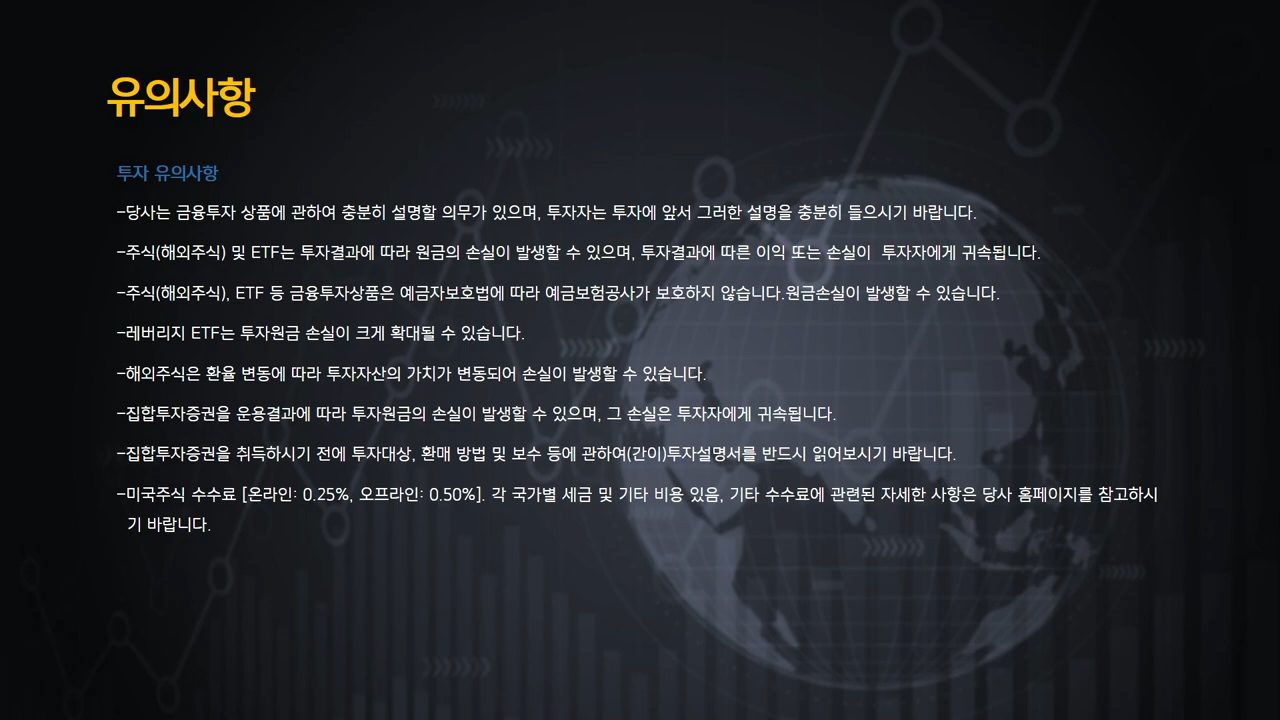 유의사항
투자 유의사항
-당사는 금융투자 상품에 관하여 충분히 설명할 의무가 있으며, 투자자는 투자에 앞서 그러한 설명을 충분히 들으시기 바랍니다.
-주식(해외주식) 및 ETF는 투자결과에 따라 원금의 손실이 발생할 수 있으며, 투자결과에 따른 이익 또는 손실이  투자자에게 귀속됩니다.
-주식(해외주식), ETF 등 금융투자상품은 예금자보호법에 따라 예금보험공사가 보호하지 않습니다.원금손실이 발생할 수 있습니다.
-레버리지 ETF는 투자원금 손실이 크게 확대될 수 있습니다.
-해외주식은 환율 변동에 따라 투자자산의 가치가 변동되어 손실이 발생할 수 있습니다.
-집합투자증권을 운용결과에 따라 투자원금의 손실이 발생할 수 있으며, 그 손실은 투자자에게 귀속됩니다.
-집합투자증권을 취득하시기 전에 투자대상, 환매 방법 및 보수 등에 관하여(간이)투자설명서를 반드시 읽어보시기 바랍니다.
-미국주식 수수료 [온라인: 0.25%, 오프라인: 0.50%]. 각 국가별 세금 및 기타 비용 있음, 기타 수수료에 관련된 자세한 사항은 당사 홈페이지를 참고하시
기 바랍니다.